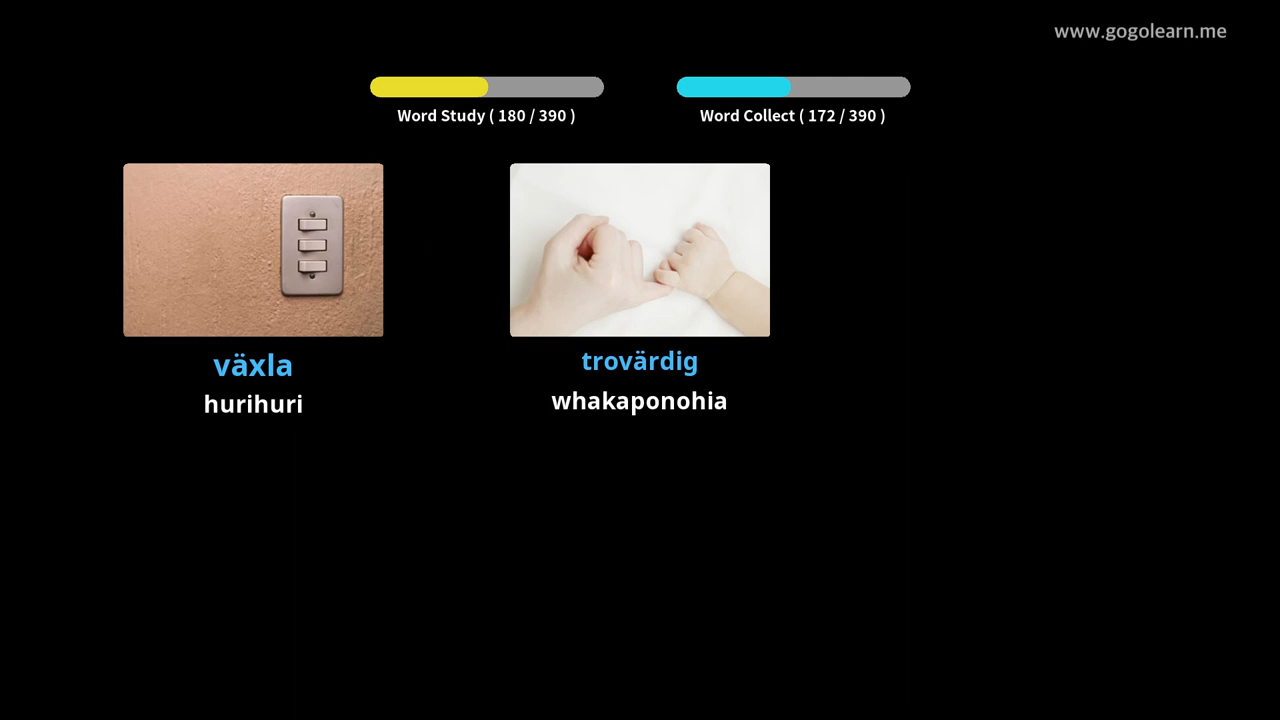 www.gogolearn.me
Word Study ( 180 / 390 )
Word Collect ( 172 / 390 )
växla
hurihuri
trovärdig
whakaponohia